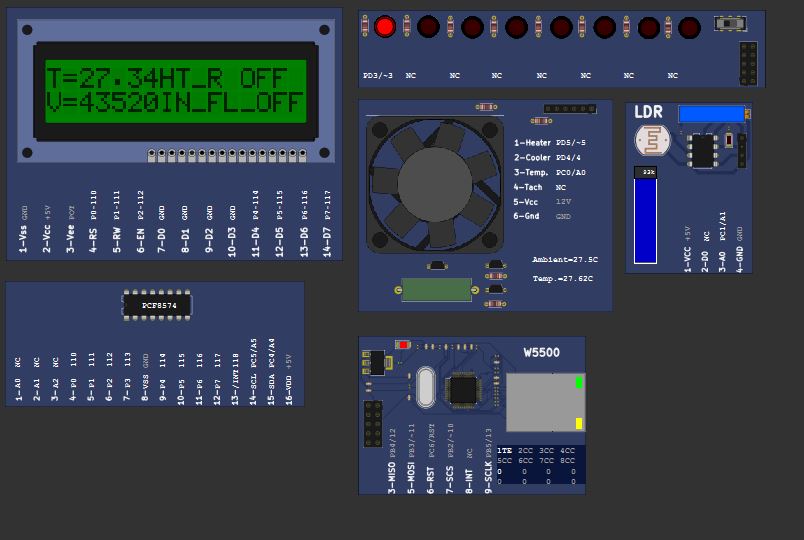 T=27.34HT_R OFF
V=43520IN_FL_OFF
1-Vss GND
2-Vcc +5V
3-Vee POT
4-RS P0-110
5-RW P1-111
6-EN P2-112
7-D0 GND
8-D1 GND
9-D2 GND
10-D3 GND
11-D4 P4-114
12-D5 P5-115
13-D6 P6-116
14-D7 P7-117
PD3/~3 NC NC NC NC NC NC NC
1-Heater PD5/~5
2-Cooler PD4/4
3-Temp. PC0/A0
4-Tach NC
5-Vcc 12V
6-Gnd GND
Ambient=27.5C
Temp.=27.62C
LDR
93%
1-VCC +5V
2-D0 NC
3-A0 PC1/A1
4-GND GND
PCF8574
1-A0 NC
2-A1 NC
3-A2 NC
4-P0 110
5-P1 111
6-P2 112
7-P3 113
8-VSS GND
9-P4 114
10-P5 115
11-P6 116
12-P7 117
13-/INT118
14-SCL PC5/A5
15-SDA PC4/A4
16-VDD +5V
W5500
3-MISO PB4/12
5-MOSI PB3/~11
6-RST PC6/RST
7-SCS PB2/~10
8-INT NC
9-SCLK PB5/13
1TE 2CC 3CC 4CC
5CC 6CC 7CC 8CC
0 0 0 0
0 0 0 0